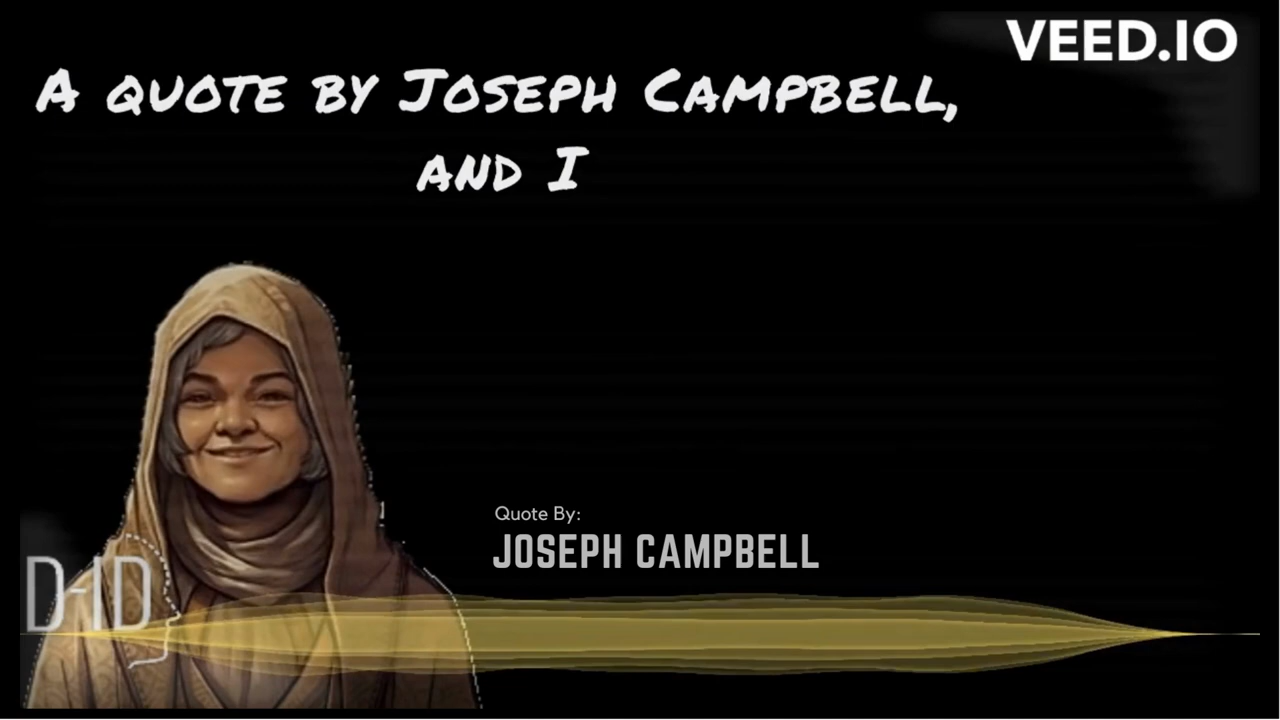 VEED.IO
A QUOTE BY JOSEPH CAMPBELL,
AND I
Quote By:
JOSEPH CAMPBELL
D-ID